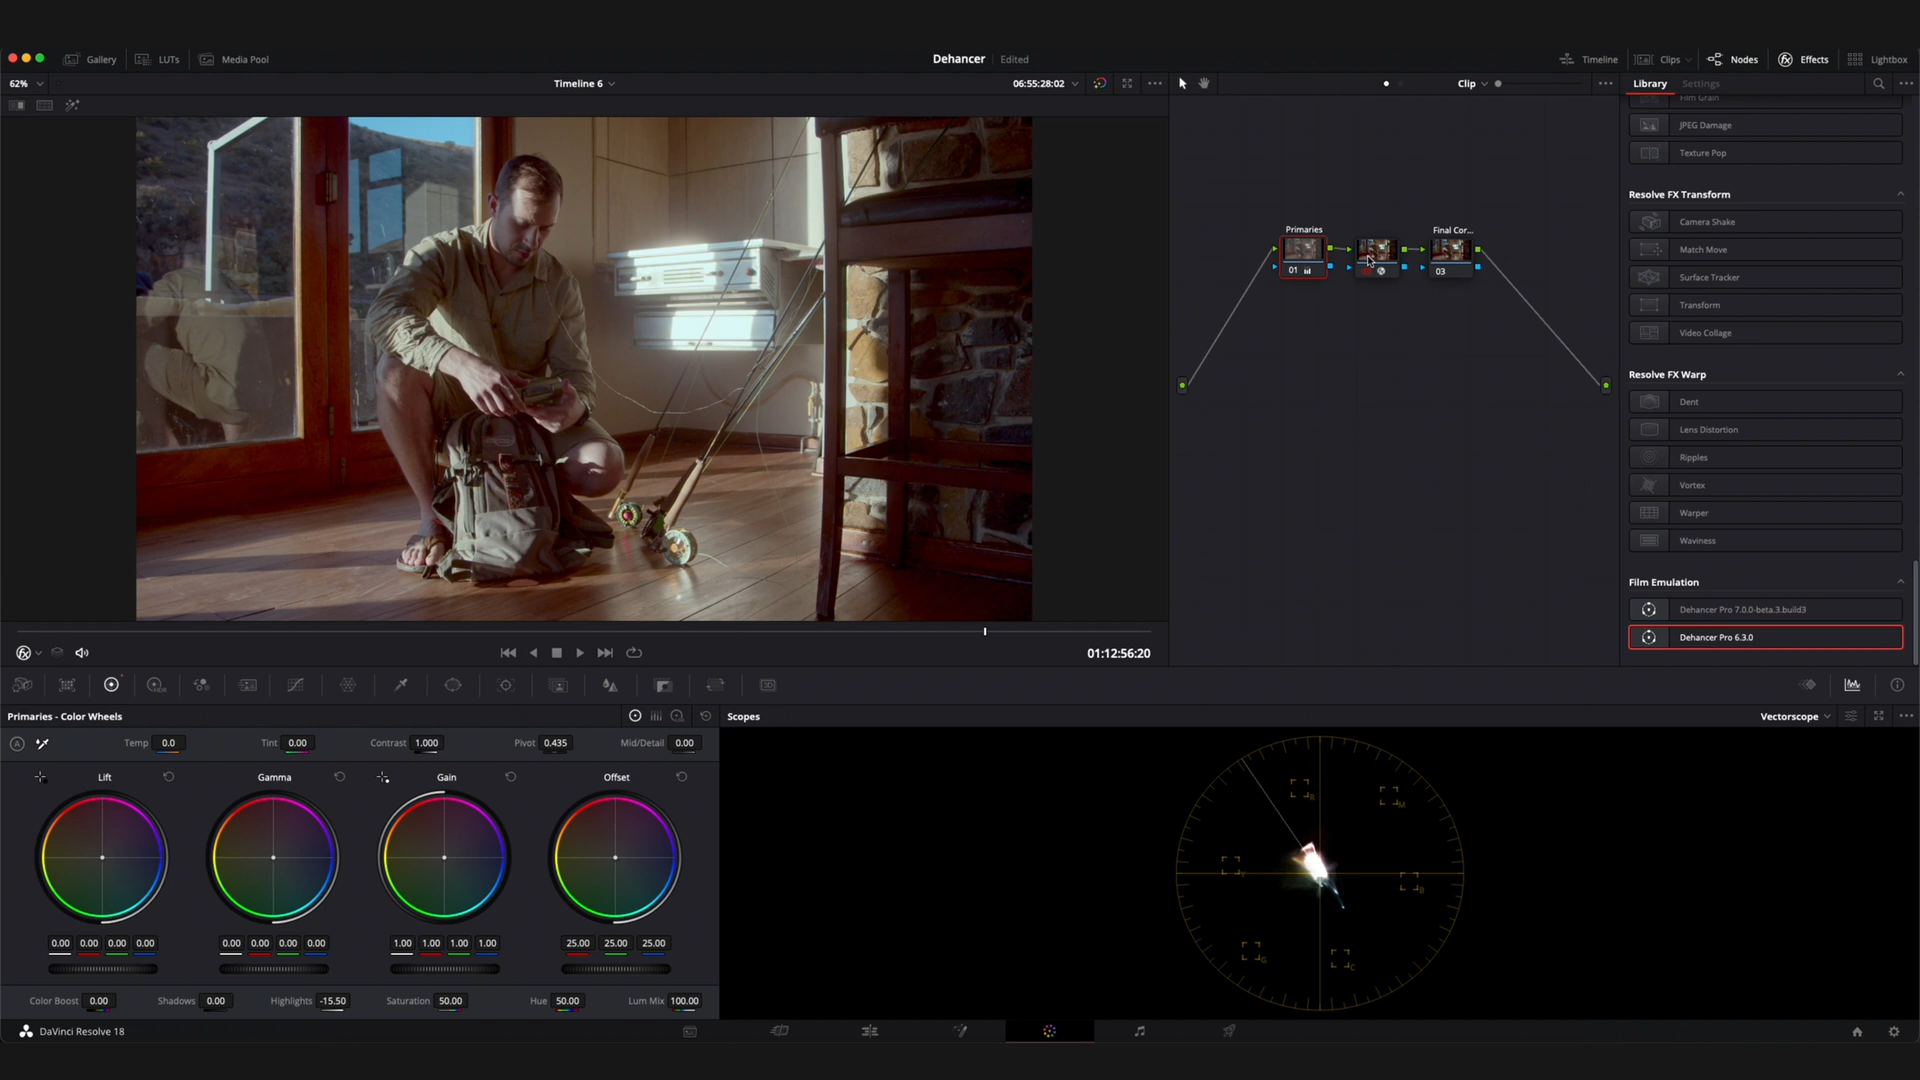 Gallery LUTs Media Pool Dehancer Edited Timeline Clips Nodes Effects Lightbox
62% Timeline 6 06:55:28:02 Clip Library Settings
Film Grain
JPEG Damage
Texture Pop
Resolve FX Transform
Camera Shake
Match Move
Surface Tracker
Transform
Video Collage
Resolve FX Warp
Dent
Lens Distortion
Ripples
Vortex
Warper
Waviness
Film Emulation
Dehancer Pro 7.0.0-beta.3.build3
Dehancer Pro 6.3.0
Primaries Final Cor...
01 03
01:12:56:20
Primaries - Color Wheels Scopes Vectorscope
Temp 0.0 Tint 0.00 Contrast 1.000 Pivot 0.435 Mid/Detail 0.00
Lift Gamma Gain Offset
0.00 0.00 0.00 0.00 0.00 0.00 0.00 0.00 1.00 1.00 1.00 1.00 25.00 25.00 25.00
Color Boost 0.00 Shadows 0.00 Highlights -15.50 Saturation 50.00 Hue 50.00 Lum Mix 100.00
R
M
Y
B
G
C
DaVinci Resolve 18